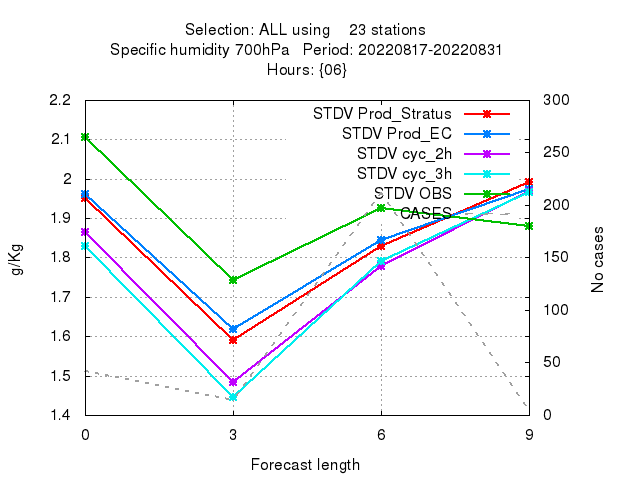 Selection: ALL using    23 stations
Specific humidity 700hPa   Period: 20220817-20220831
Hours: {06}
STDV Prod_Stratus
STDV Prod_EC
STDV cyc_2h
STDV cyc_3h
STDV OBS
CASES
2.2
2.1
2
1.9
1.8
1.7
1.6
1.5
1.4
g/Kg
300
250
200
150
100
50
0
No cases
0 3 6 9
Forecast length